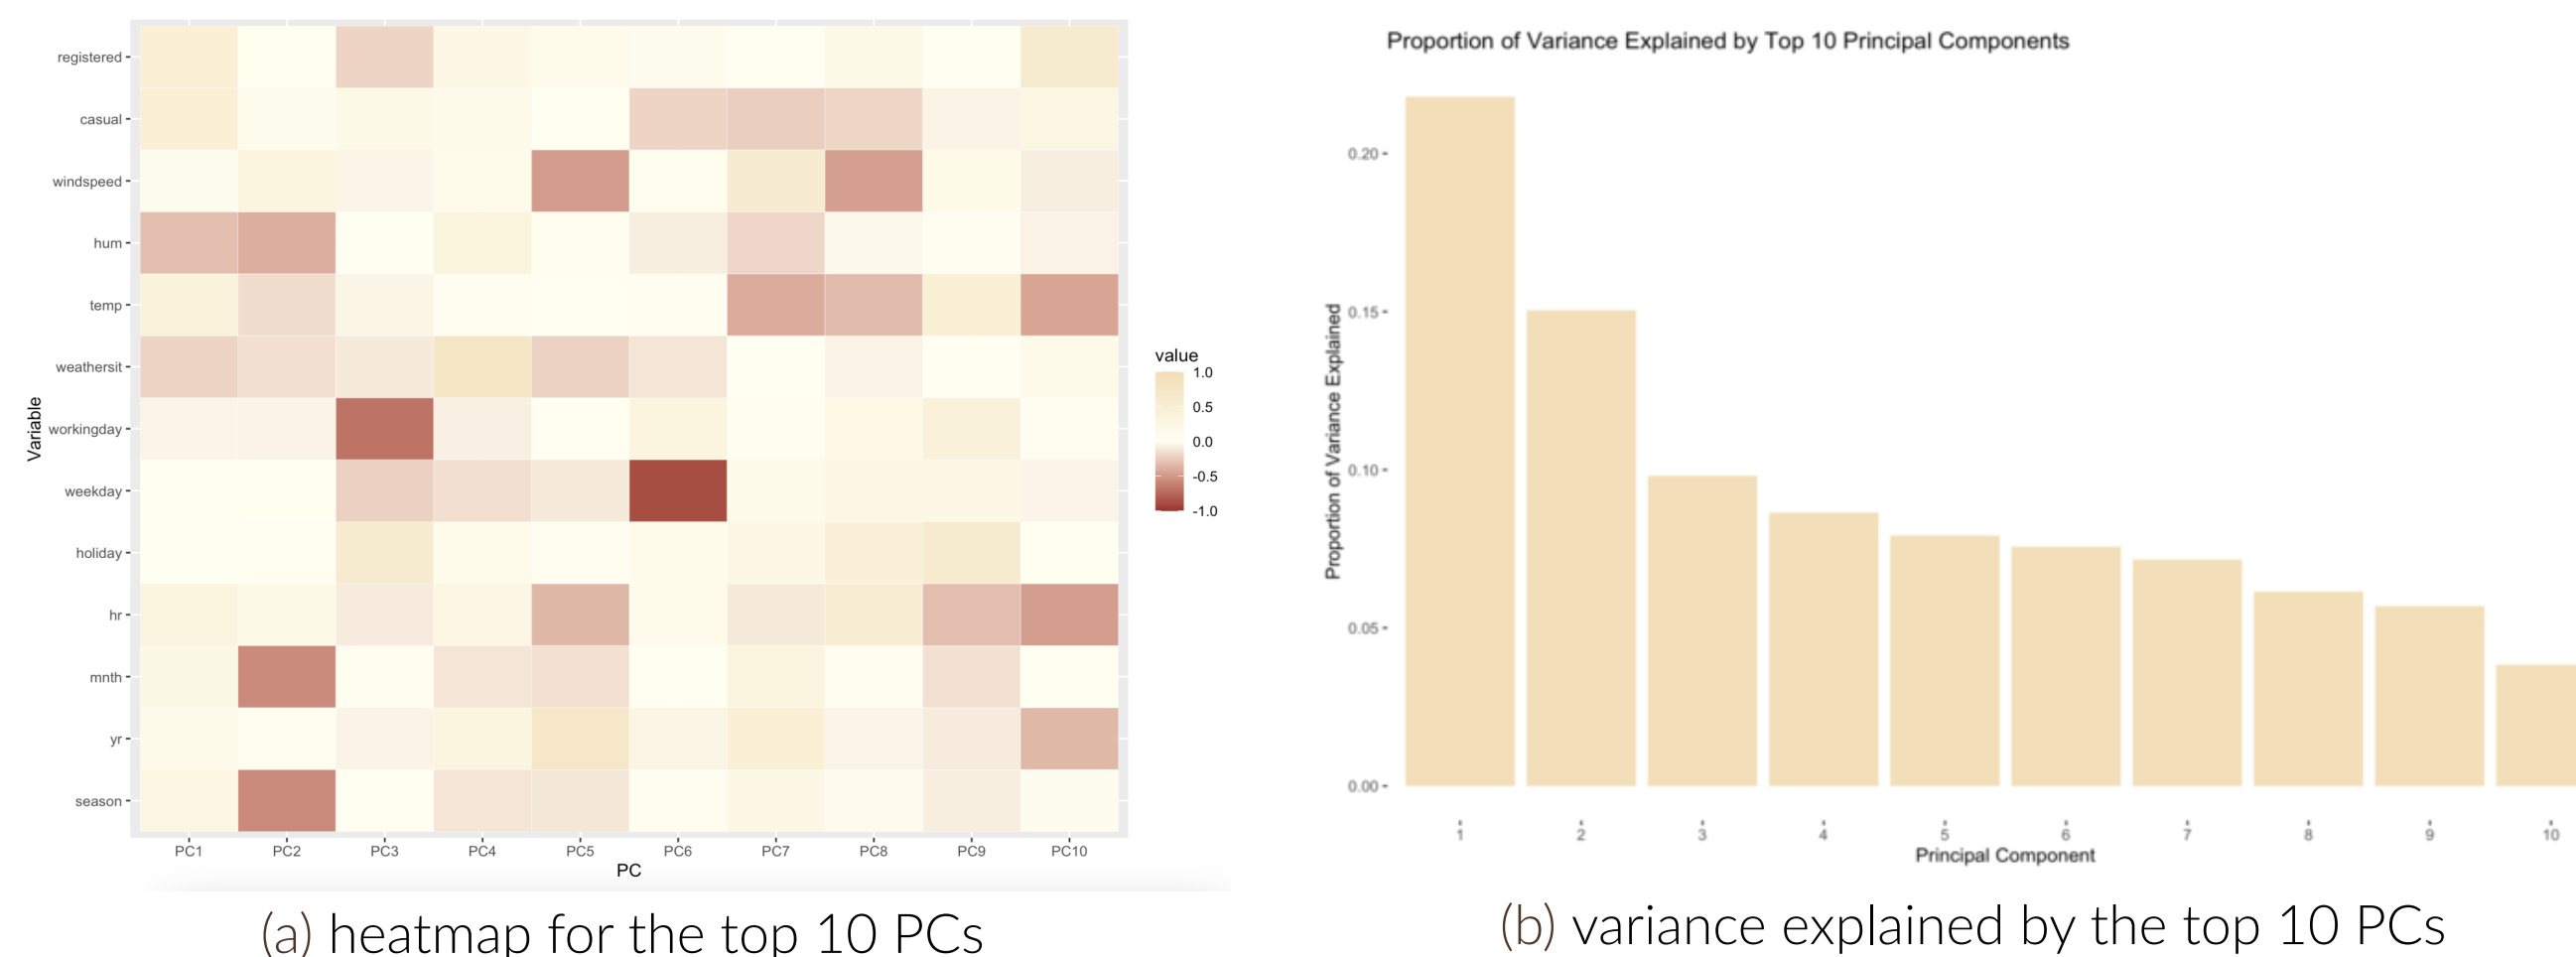 registered
casual
windspeed
hum
temp
weathersit
workingday
weekday
holiday
hr
mnth
yr
season
Variable
PC1 PC2 PC3 PC4 PC5 PC6 PC7 PC8 PC9 PC10
PC
value
1.0
0.5
0.0
-0.5
-1.0
(a) heatmap for the top 10 PCs
Proportion of Variance Explained by Top 10 Principal Components
Proportion of Variance Explained
0.20
0.15
0.10
0.05
0.00
1 2 3 4 5 6 7 8 9 10
Principal Component
(b) variance explained by the top 10 PCs